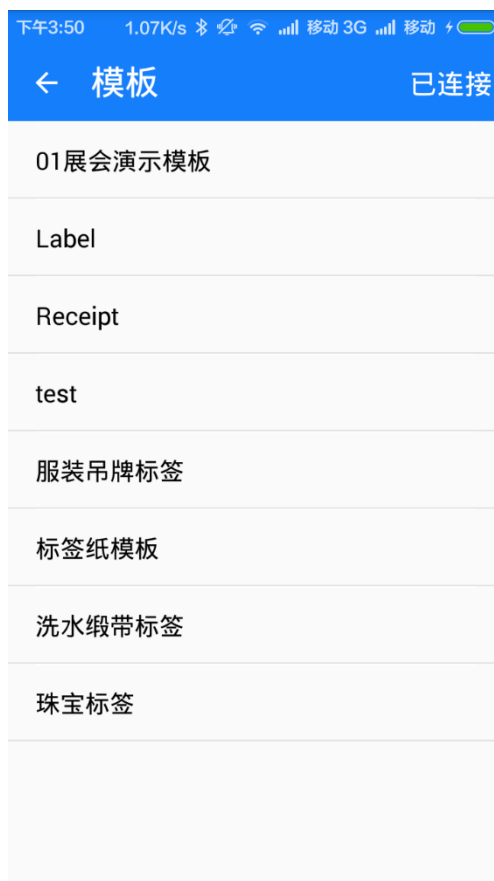 下午3:50 1.07K/s 移动 3G 移动
模板 已连接
01展会演示模板
Label
Receipt
test
服装吊牌标签
标签纸模板
洗水缎带标签
珠宝标签